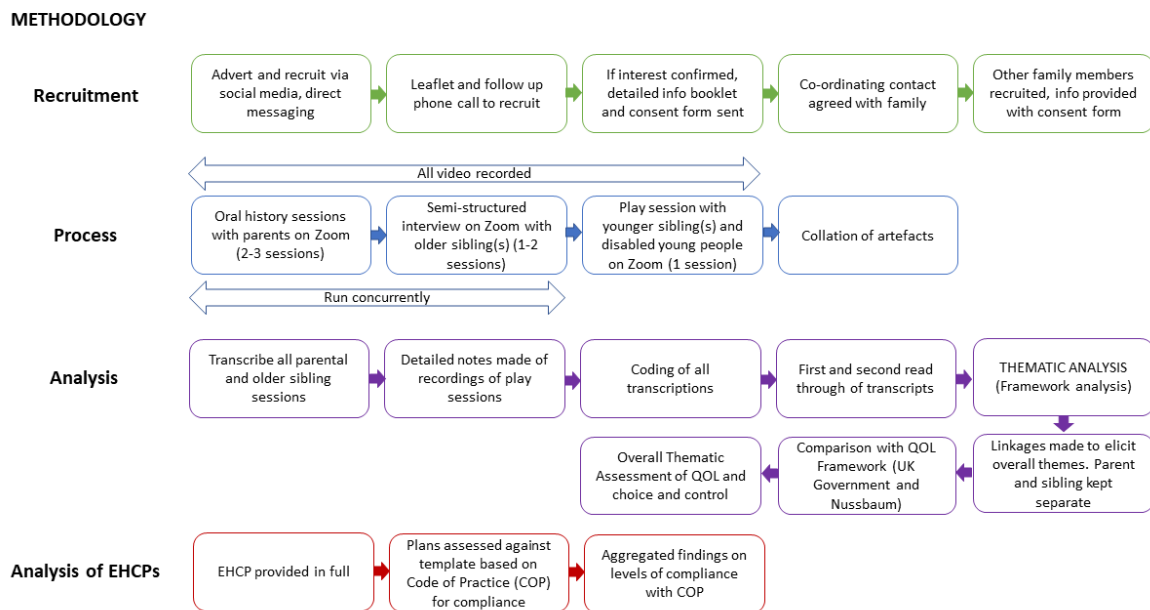 METHODOLOGY
Recruitment
Advert and recruit via
social media, direct
messaging
Leaflet and follow up
phone call to recruit
If interest confirmed,
detailed info booklet
and consent form sent
Co-ordinating contact
agreed with family
Other family members
recruited, info provided
with consent form
All video recorded
Process
Oral history sessions
with parents on Zoom
(2-3 sessions)
Semi-structured
interview on Zoom with
older sibling(s) (1-2
sessions)
Play session with
younger sibling(s) and
disabled young people
on Zoom (1 session)
Collation of artefacts
Run concurrently
Analysis
Transcribe all parental
and older sibling
sessions
Detailed notes made of
recordings of play
sessions
Coding of all
transcriptions
First and second read
through of transcripts
THEMATIC ANALYSIS
(Framework analysis)
Linkages made to elicit
overall themes. Parent
and sibling kept
separate
Comparison with QOL
Framework (UK
Government and
Nussbaum)
Overall Thematic
Assessment of QOL and
choice and control
Analysis of EHCPs
EHCP provided in full
Plans assessed against
template based on
Code of Practice (COP)
for compliance
Aggregated findings on
levels of compliance
with COP